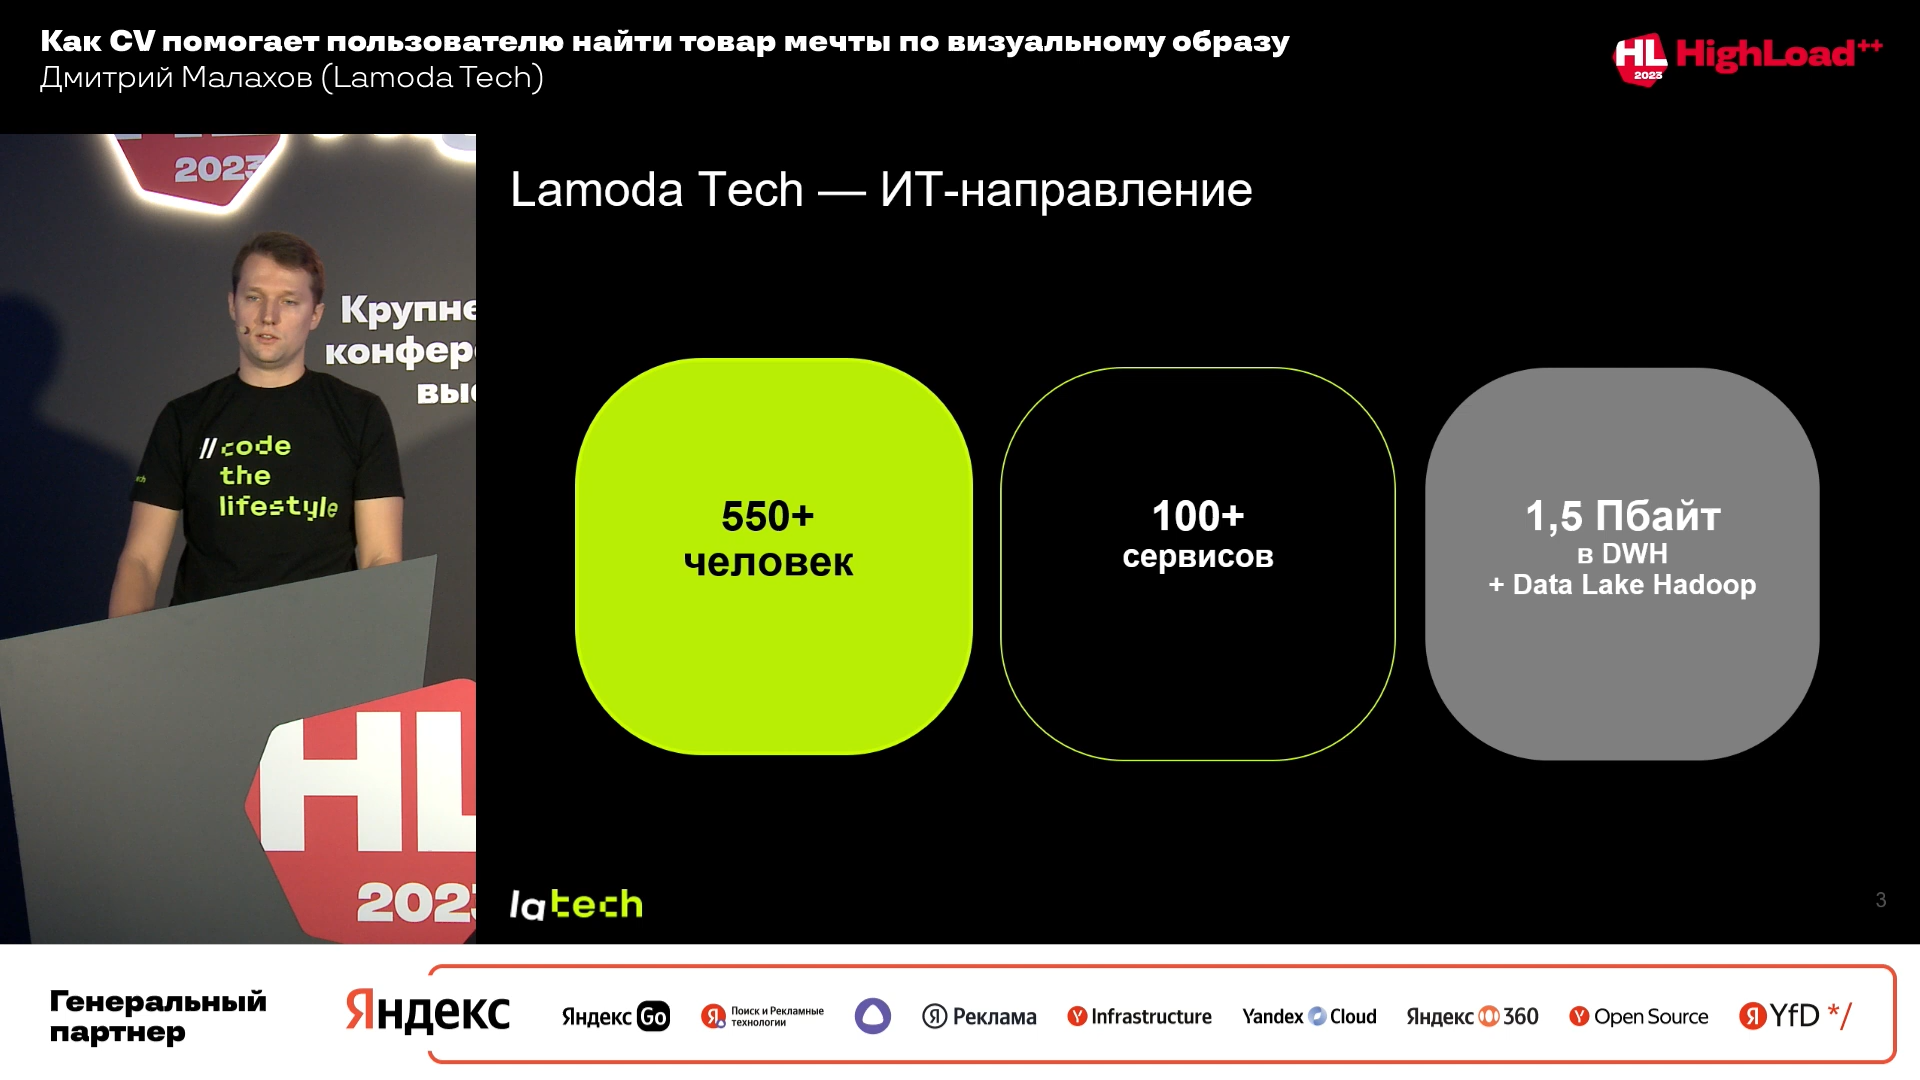 Как CV помогает пользователю найти товар мечты по визуальному образу
Дмитрий Малахов (Lamoda Tech)
HL 2023 HighLoad++
2023
Крупне
конфер
выс
//code
the
lifestyle
HL
2023
Lamoda Tech — ИТ-направление
550+
человек
100+
сервисов
1,5 Пбайт
в DWH
+ Data Lake Hadoop
latech
3
Генеральный
партнер
Яндекс
Яндекс Go
Поиск и Рекламные
технологии
Я Реклама
Y Infrastructure
Yandex Cloud
Яндекс 360
Y Open Source
Я YfD */